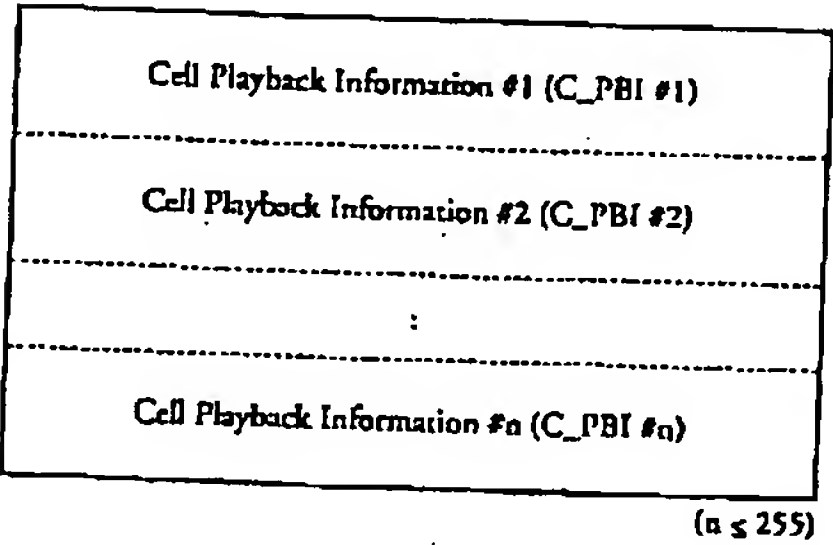 Cell Playback Information #1 (C_PBI #1)
Cell Playback Information #2 (C_PBI #2)
:
Cell Playback Information #n (C_PBI #n)
(n ≤ 255)